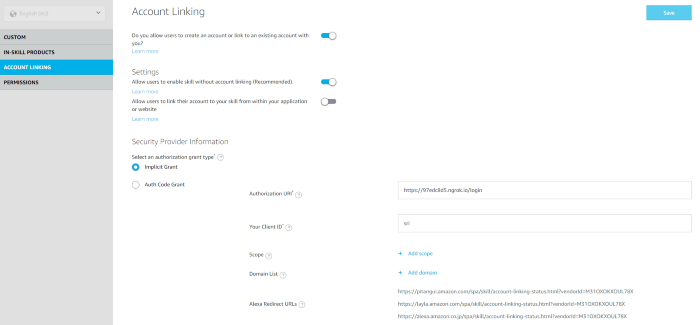 english (US)
Account Linking
Save
Do you allow users to create an account or link to an existing account with
you?
Learn more
CUSTOM
IN-SKILL PRODUCTS
ACCOUNT LINKING
PERMISSIONS
Settings
Allow users to enable skill without account linking (Recommended).
Learn more
Allow users to link their account to your skill from within your application
or website
Learn more
Security Provider Information
Select an authorization grant type*
Implicit Grant
Auth Code Grant
Authorization URI*
https://97edc8d5.ngrok.io/login
Your Client ID*
Scope
+ Add scope
Domain List
+ Add domain
Alexa Redirect URLs
https://pitangui.amazon.com/spa/skill/account-linking-status.html?vendorId=M31OXOKXOUL78X
https://layla.amazon.com/spa/skill/account-linking-status.html?vendorId=M31OXOKXOUL78X
https://alexa.amazon.co.jp/spa/skill/account-linking-status.html?vendorId=M31OXOKXOUL78X